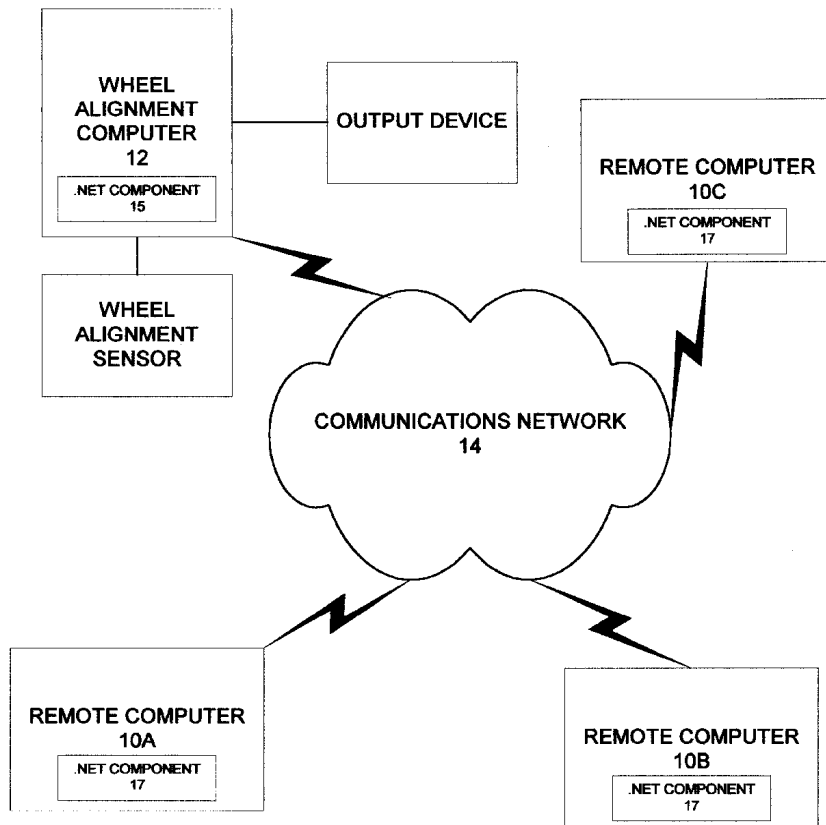 WHEEL
ALIGNMENT
COMPUTER
12
.NET COMPONENT
15
OUTPUT DEVICE
REMOTE COMPUTER
10C
.NET COMPONENT
17
WHEEL
ALIGNMENT
SENSOR
COMMUNICATIONS NETWORK
14
REMOTE COMPUTER
10A
.NET COMPONENT
17
REMOTE COMPUTER
10B
.NET COMPONENT
17